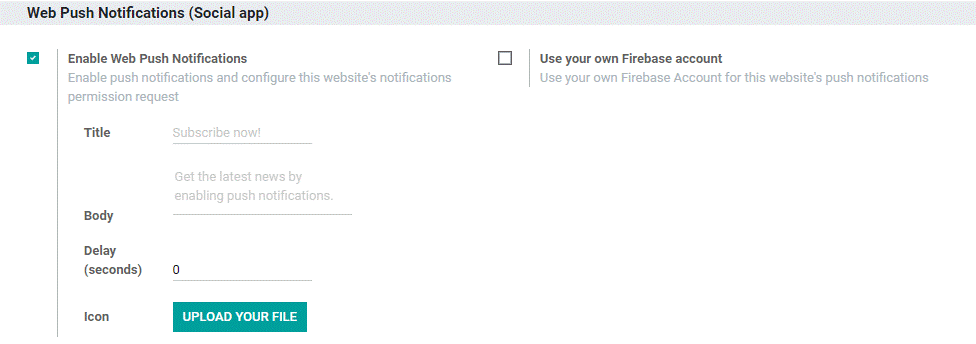 Web Push Notifications (Social app)
Enable Web Push Notifications
Enable push notifications and configure this website's notifications
permission request
Title
Subscribe now!
Get the latest news by
enabling push notifications.
Body
Delay
(seconds)
0
Icon
UPLOAD YOUR FILE
Use your own Firebase account
Use your own Firebase Account for this website's push notifications